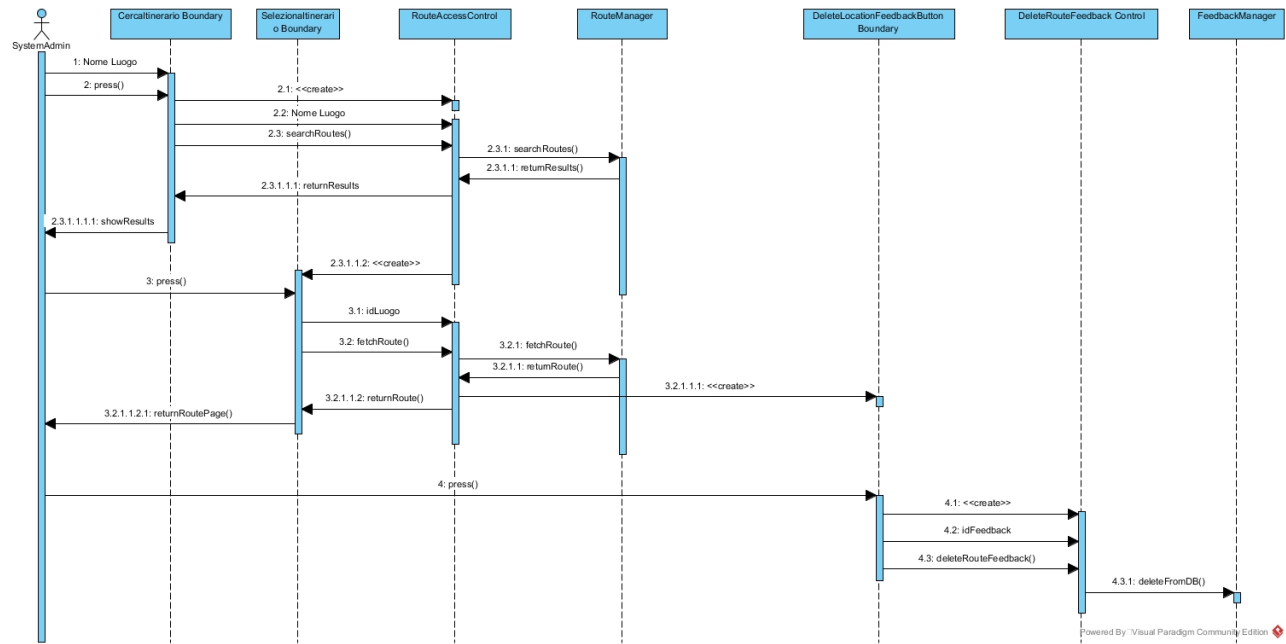 CercaItinerario Boundary
SelezionaItinerari
o Boundary
RouteAccessControl
RouteManager
DeleteLocationFeedbackButton
Boundary
DeleteRouteFeedback Control
FeedbackManager
SystemAdmin
1: Nome Luogo
2: press()
2.1: <<create>>
2.2: Nome Luogo
2.3: searchRoutes()
2.3.1: searchRoutes()
2.3.1.1: returnResults()
2.3.1.1.1: returnResults
2.3.1.1.1.1: showResults
2.3.1.1.2: <<create>>
3: press()
3.1: idLuogo
3.2: fetchRoute()
3.2.1: fetchRoute()
3.2.1.1: returnRoute()
3.2.1.1.1: <<create>>
3.2.1.1.2: returnRoute()
3.2.1.1.2.1: returnRoutePage()
4: press()
4.1: <<create>>
4.2: idFeedback
4.3: deleteRouteFeedback()
4.3.1: deleteFromDB()
Powered By Visual Paradigm Community Edition